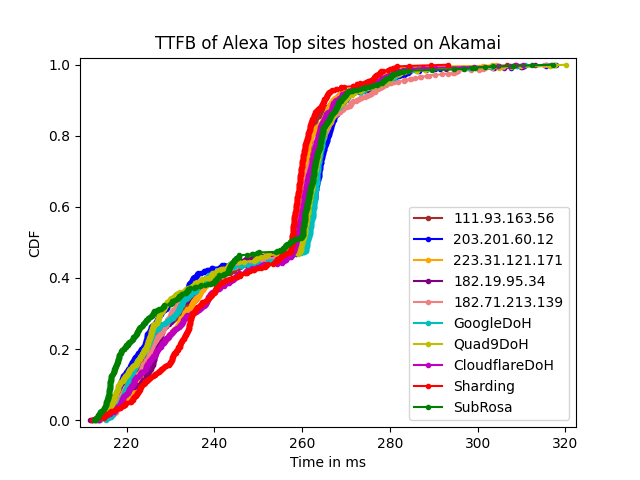 TTFB of Alexa Top sites hosted on Akamai
1.0
0.8
0.6
0.4
0.2
0.0
CDF
220
240
260
280
300
320
Time in ms
111.93.163.56
203.201.60.12
223.31.121.171
182.19.95.34
182.71.213.139
GoogleDoH
Quad9DoH
CloudflareDoH
Sharding
SubRosa